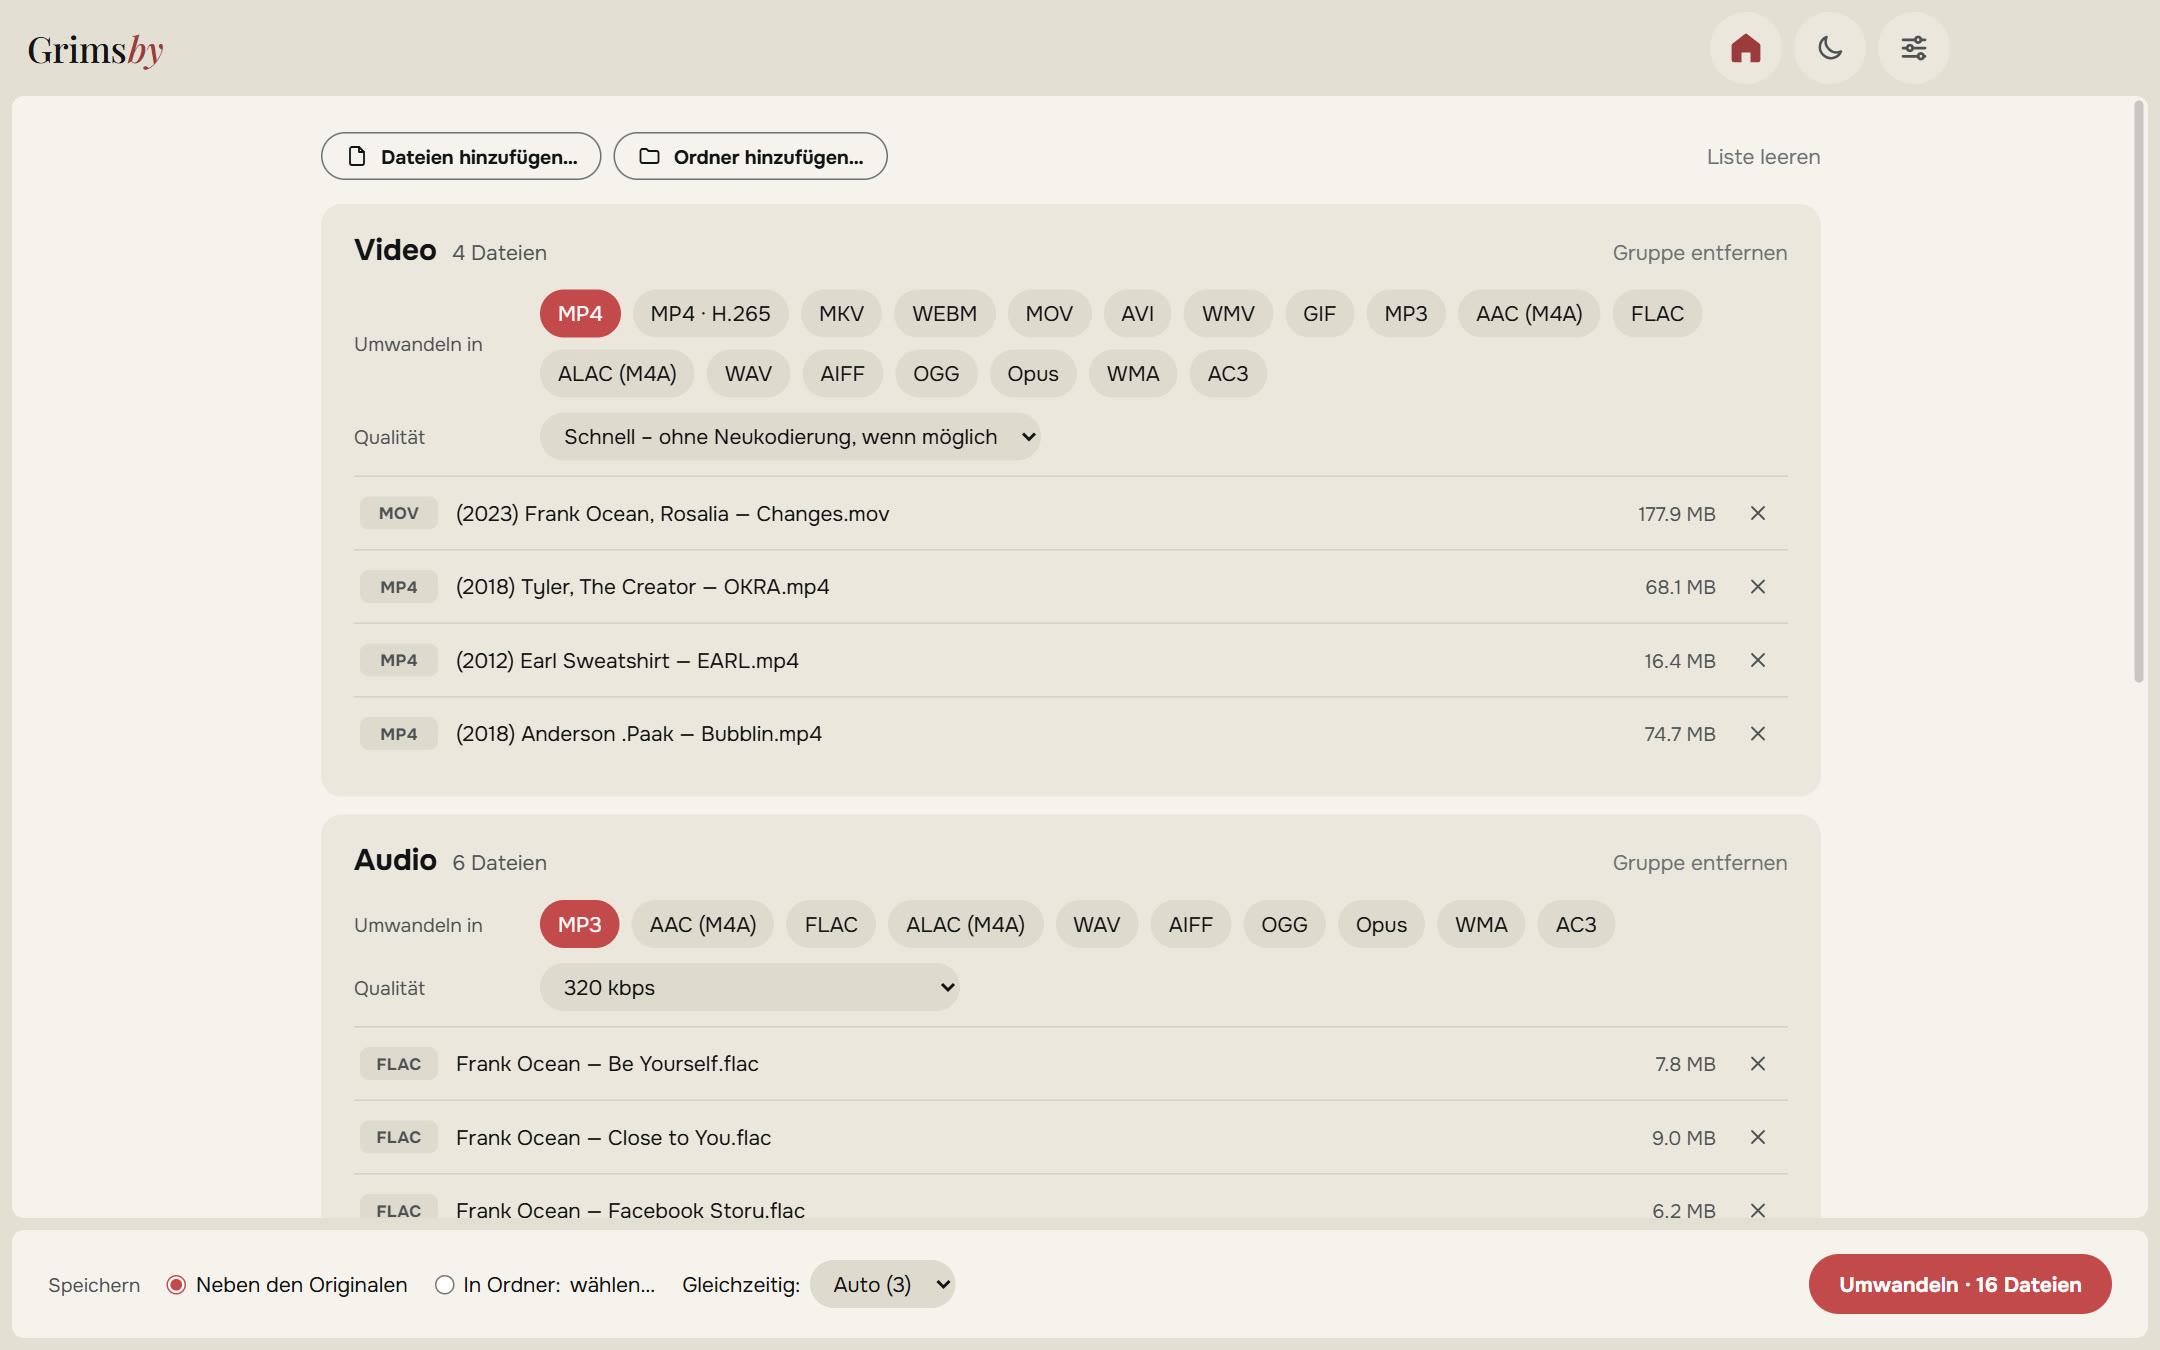 Grimsby
Dateien hinzufügen... Ordner hinzufügen... Liste leeren
Video 4 Dateien Gruppe entfernen
Umwandeln in
MP4 MP4 · H.265 MKV WEBM MOV AVI WMV GIF MP3 AAC (M4A) FLAC
ALAC (M4A) WAV AIFF OGG Opus WMA AC3
Qualität Schnell – ohne Neukodierung, wenn möglich
MOV (2023) Frank Ocean, Rosalia — Changes.mov 177.9 MB
MP4 (2018) Tyler, The Creator — OKRA.mp4 68.1 MB
MP4 (2012) Earl Sweatshirt — EARL.mp4 16.4 MB
MP4 (2018) Anderson .Paak — Bubblin.mp4 74.7 MB
Audio 6 Dateien Gruppe entfernen
Umwandeln in MP3 AAC (M4A) FLAC ALAC (M4A) WAV AIFF OGG Opus WMA AC3
Qualität 320 kbps
FLAC Frank Ocean — Be Yourself.flac 7.8 MB
FLAC Frank Ocean — Close to You.flac 9.0 MB
FLAC Frank Ocean — Facebook Story.flac 6.2 MB
Speichern Neben den Originalen In Ordner: wählen... Gleichzeitig: Auto (3) Umwandeln · 16 Dateien